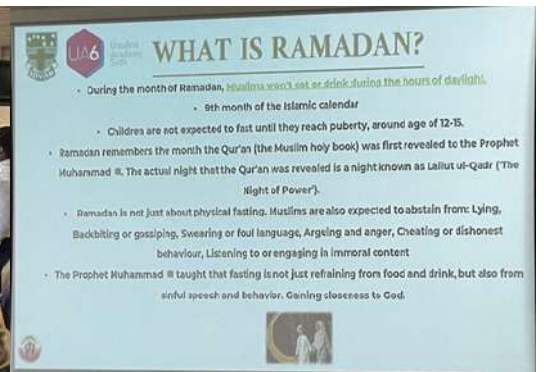 UA6
Ursuline
Academy
WHAT IS RAMADAN?
• During the month of Ramadan, Muslims won't eat or drink during the hours of daylight.
• 9th month of the Islamic calendar
• Children are not expected to fast until they reach puberty, around age of 12-15.
• Ramadan remembers the month the Qur'an (the Muslim holy book) was first revealed to the Prophet
Muhammad ﷺ. The actual night that the Qur'an was revealed is a night known as Lailut ul-Qadr ('The
Night of Power').
• Ramadan is not just about physical fasting. Muslims are also expected to abstain from: Lying,
Backbiting or gossiping, Swearing or foul language, Argeing and anger, Cheating or dishonest
behaviour, Listening to or engaging in immoral content
• The Prophet Muhammad ﷺ taught that fasting is not just refraining from food and drink, but also from
sinful speech and behavior. Gaining closeness to God.